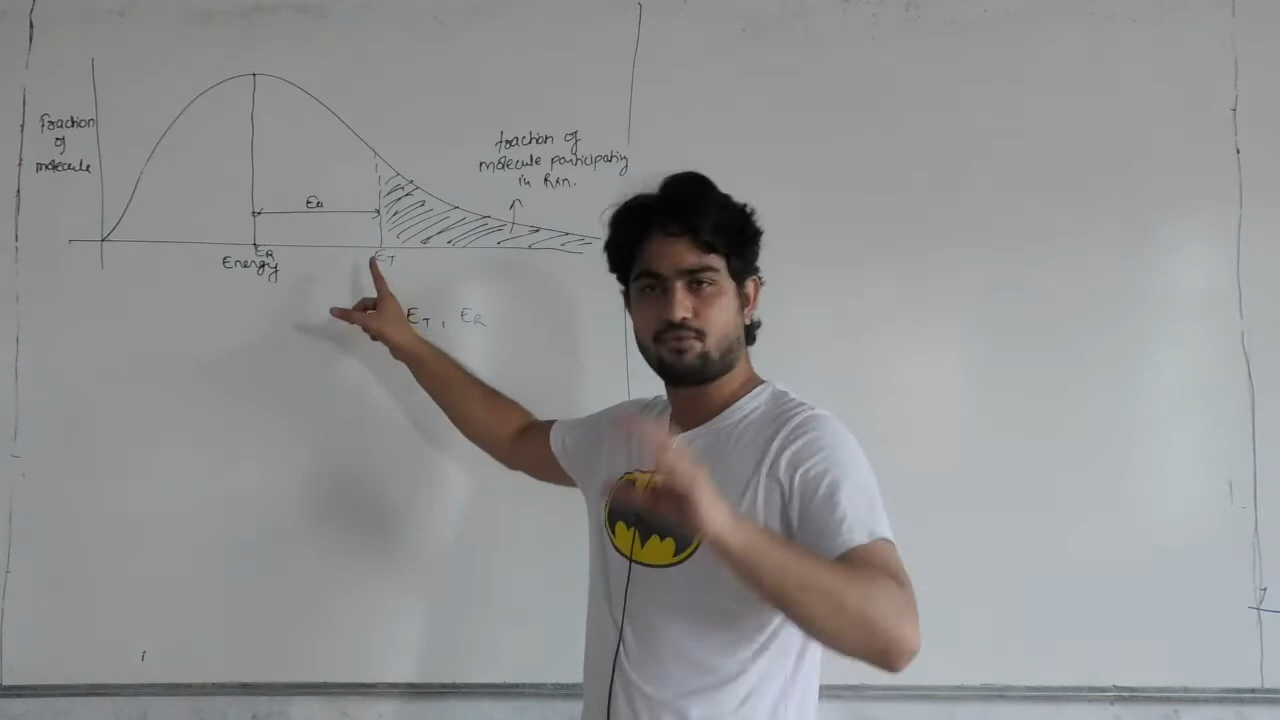 Fraction
of
molecule
fraction of
molecule participating
in Rxn.
Ea
ER
ET
Energy
ET , ER